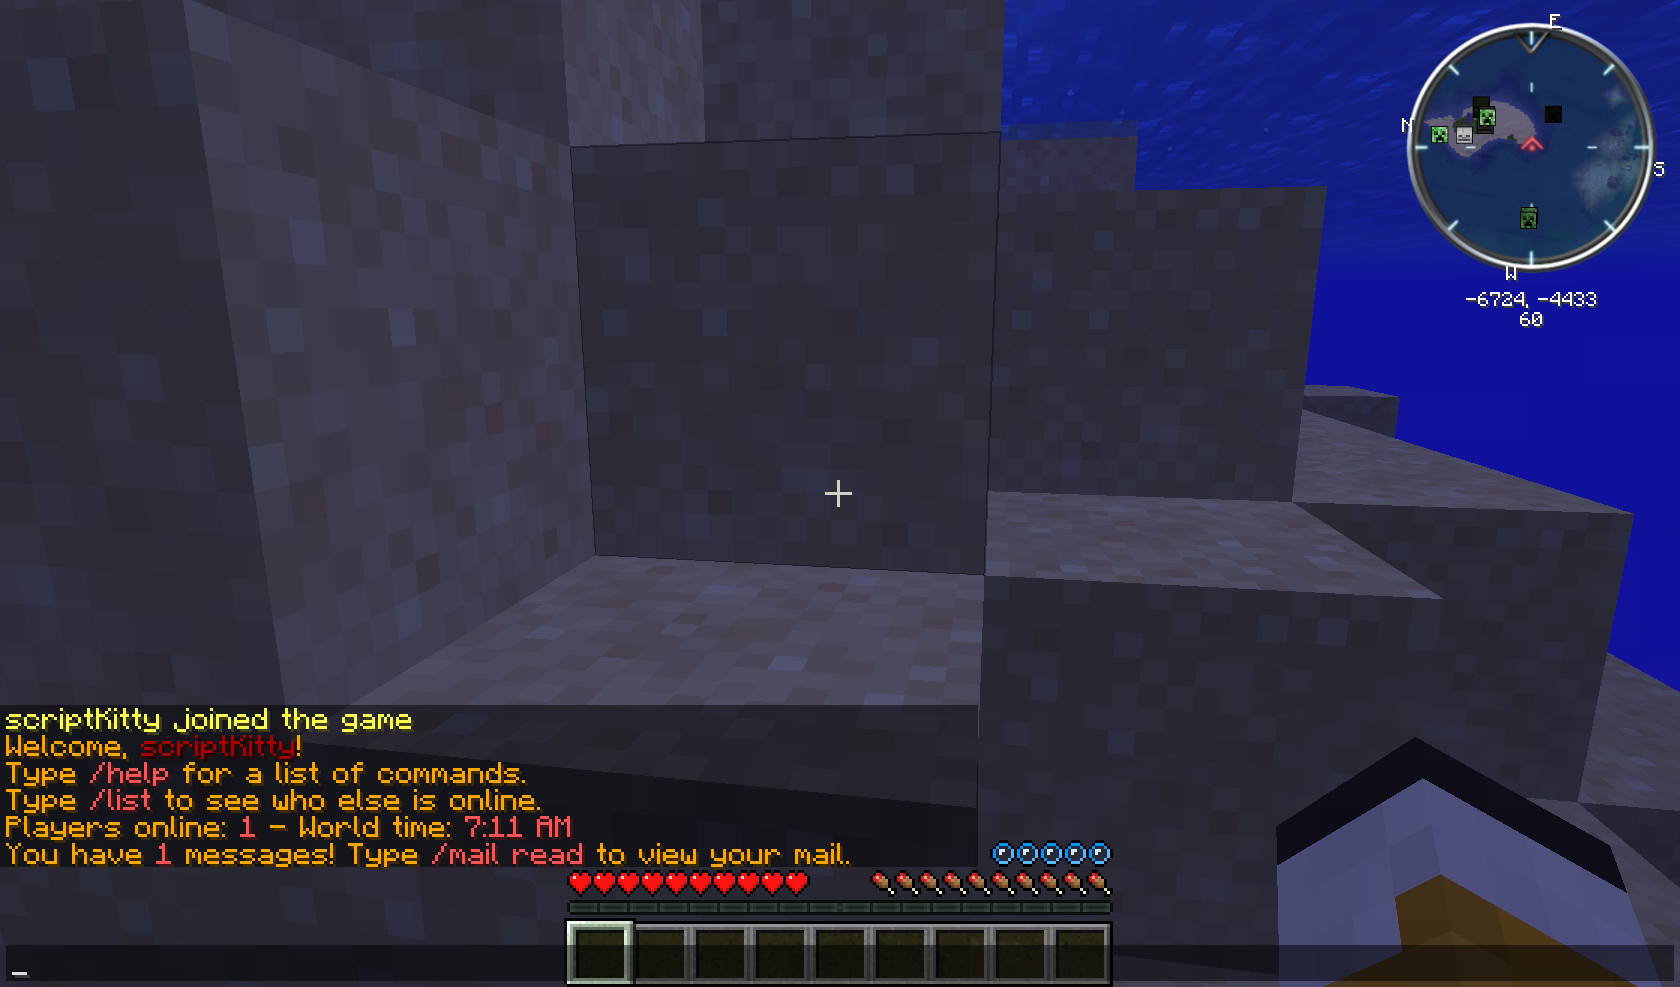 E
N
S
W
-6724, -4433
60
scriptKitty joined the game
Welcome, scriptKitty!
Type /help for a list of commands.
Type /list to see who else is online.
Players online: 1 - World time: 7:11 AM
You have 1 messages! Type /mail read to view your mail.
_